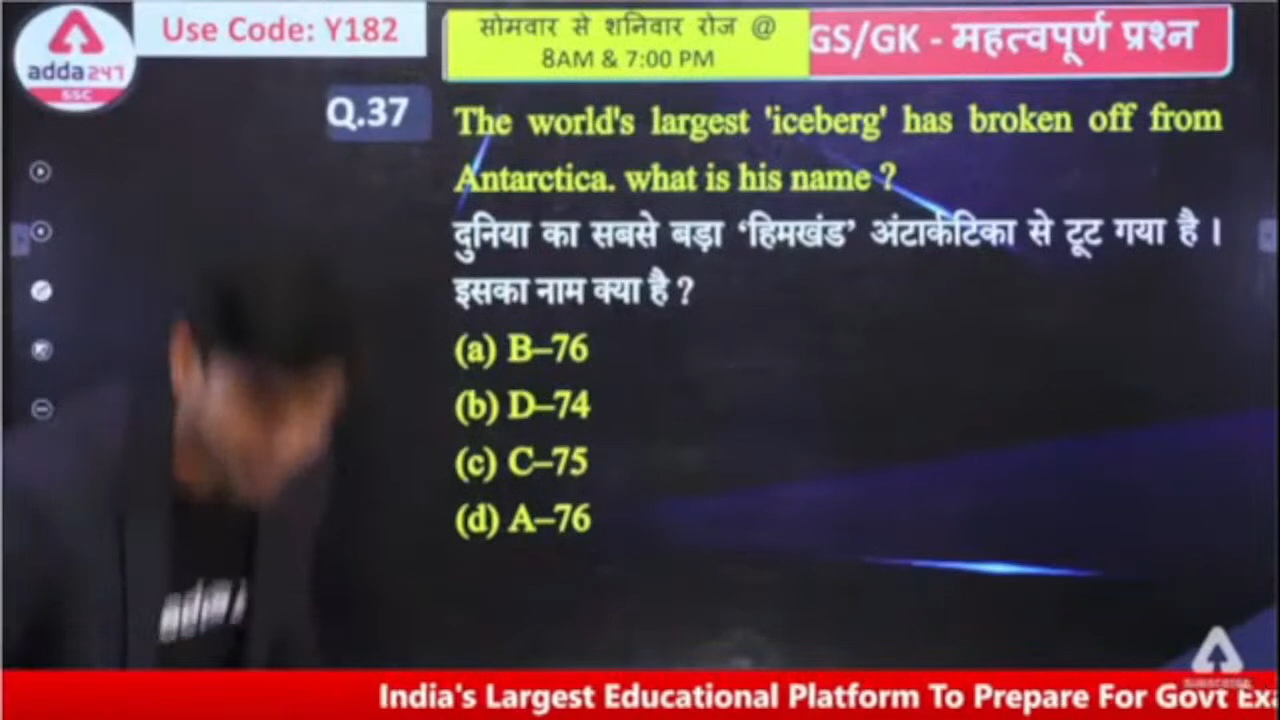 adda 247
SSC
Use Code: Y182
सोमवार से शनिवार रोज @
8AM & 7:00 PM
GS/GK - महत्वपूर्ण प्रश्न
Q.37
The world's largest 'iceberg' has broken off from
Antarctica. what is his name ?
दुनिया का सबसे बड़ा ‘हिमखंड’ अंटार्कटिका से टूट गया है ।
इसका नाम क्या है ?
(a) B–76
(b) D–74
(c) C–75
(d) A–76
India's Largest Educational Platform To Prepare For Govt Exa